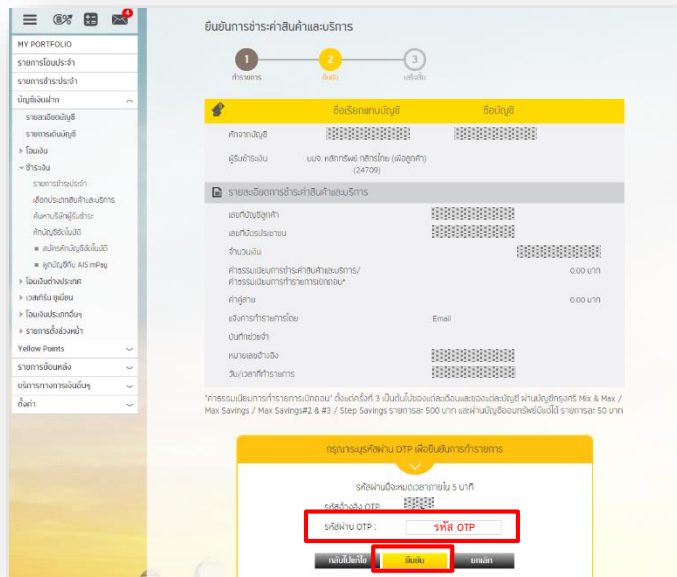 4
MY PORTFOLIO
รายการโอนประจำ
รายการชำระประจำ
บัญชีเงินฝาก
รายละเอียดบัญชี
รายการเดินบัญชี
โอนเงิน
ชำระเงิน
รายการชำระประจำ
เลือกประเภทสินค้าและบริการ
ค้นหาบริษัทผู้รับชำระ
หักบัญชีอัตโนมัติ
สมัครหักบัญชีอัตโนมัติ
ผูกบัญชีกับ AIS mPay
โอนเงินต่างประเทศ
เวสเทิร์น ยูเนี่ยน
โอนเงินประเภทอื่นๆ
รายการตั้งล่วงหน้า
Yellow Points
รายการย้อนหลัง
บริการทางการเงินอื่นๆ
ตั้งค่า
ยืนยันการชำระค่าสินค้าและบริการ
1 2 3
ทำรายการ ยืนยัน เสร็จสิ้น
ชื่อเรียกแทนบัญชี ชื่อบัญชี
หักจากบัญชี
ผู้รับชำระเงิน บมจ. หลักทรัพย์ กสิกรไทย (เพื่อลูกค้า)
(24709)
รายละเอียดการชำระค่าสินค้าและบริการ
เลขที่บัญชีลูกค้า
เลขที่บัตรประชาชน
จำนวนเงิน
ค่าธรรมเนียมการชำระค่าสินค้าและบริการ/ 0.00 บาท
ค่าธรรมเนียมการทำรายการเบิกถอน*
ค่าคู่สาย 0.00 บาท
แจ้งการทำรายการโดย Email
บันทึกช่วยจำ
หมายเลขอ้างอิง
วัน/เวลาที่ทำรายการ
*ค่าธรรมเนียมการทำรายการเบิกถอน* ตั้งแต่ครั้งที่ 3 เป็นต้นไปของแต่ละเดือนและของแต่ละบัญชี ผ่านบัญชีกรุงศรี Mix & Max /
Max Savings / Max Savings#2 & #3 / Step Savings รายการละ 500 บาท และผ่านบัญชีออมทรัพย์มีแต่ได้ รายการละ 50 บาท
กรุณาระบุรหัสผ่าน OTP เพื่อยืนยันการทำรายการ
รหัสผ่านนี้จะหมดเวลาภายใน 5 นาที
รหัสอ้างอิง OTP :
รหัสผ่าน OTP : รหัส OTP
กลับไปแก้ไข ยืนยัน ยกเลิก